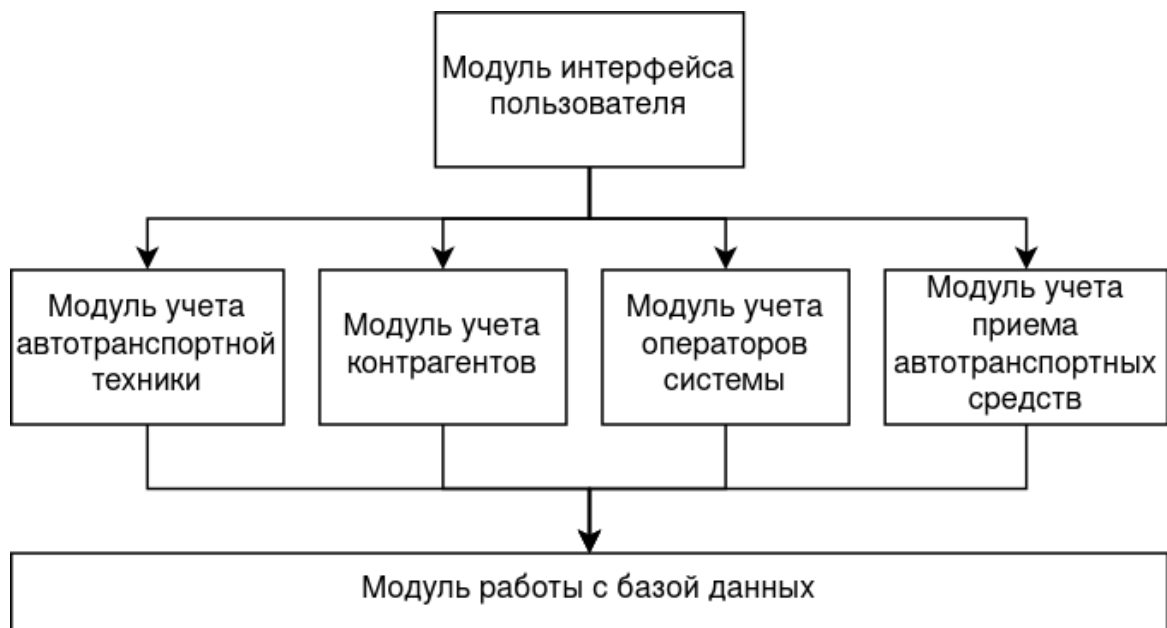 Модуль интерфейса
пользователя
Модуль учета
автотранспортной
техники
Модуль учета
контрагентов
Модуль учета
операторов
системы
Модуль учета
приема
автотранспортных
средств
Модуль работы с базой данных